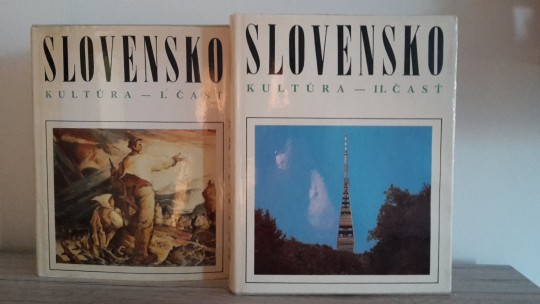 SLOVENSKO
KULTÚRA — I. ČASŤ
SLOVENSKO
KULTÚRA — II. ČASŤ